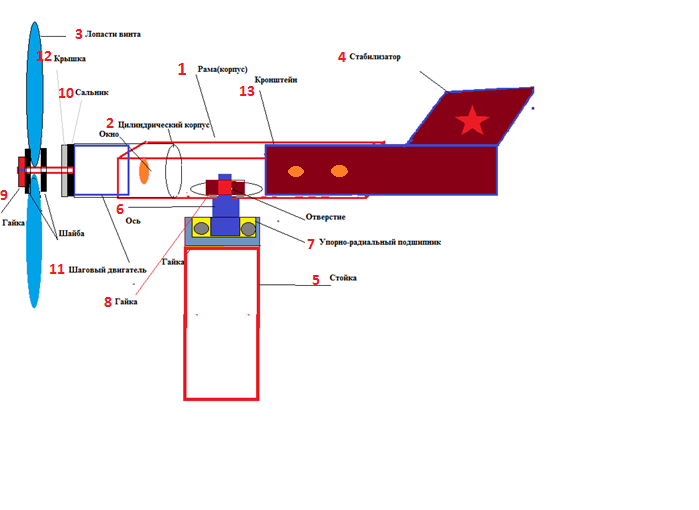 3 Лопасти винта
12 Крышка
4 Стабилизатор
1 Рама(корпус)
Кронштейн
13
10 Сальник
2 Цилиндрический корпус
Окно
9
Гайка
Шайба
6
Ось
Отверстие
7 Упорно-радиальный подшипник
Гайка
11 Шаговый двигатель
5 Стойка
8 Гайка